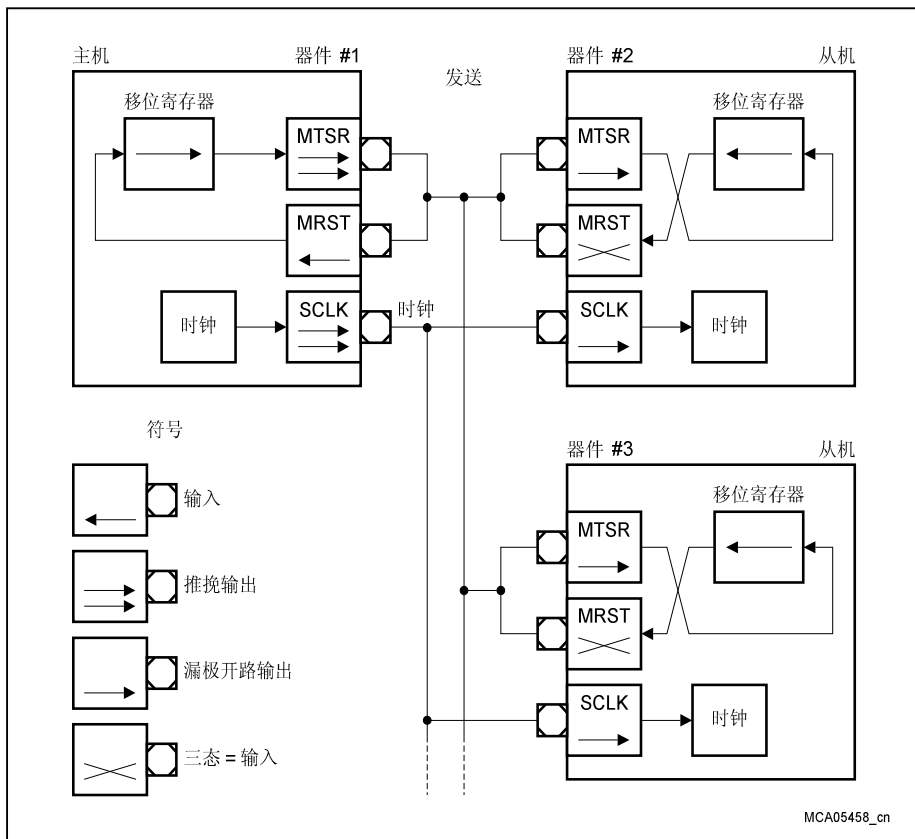 主机 器件 #1
发送
器件 #2 从机
移位寄存器
MTSR
MRST
时钟
SCLK
时钟
MTSR
移位寄存器
MRST
SCLK
时钟
符号
输入
推挽输出
漏极开路输出
三态 = 输入
器件 #3 从机
移位寄存器
MTSR
MRST
SCLK
时钟
MCA05458_cn